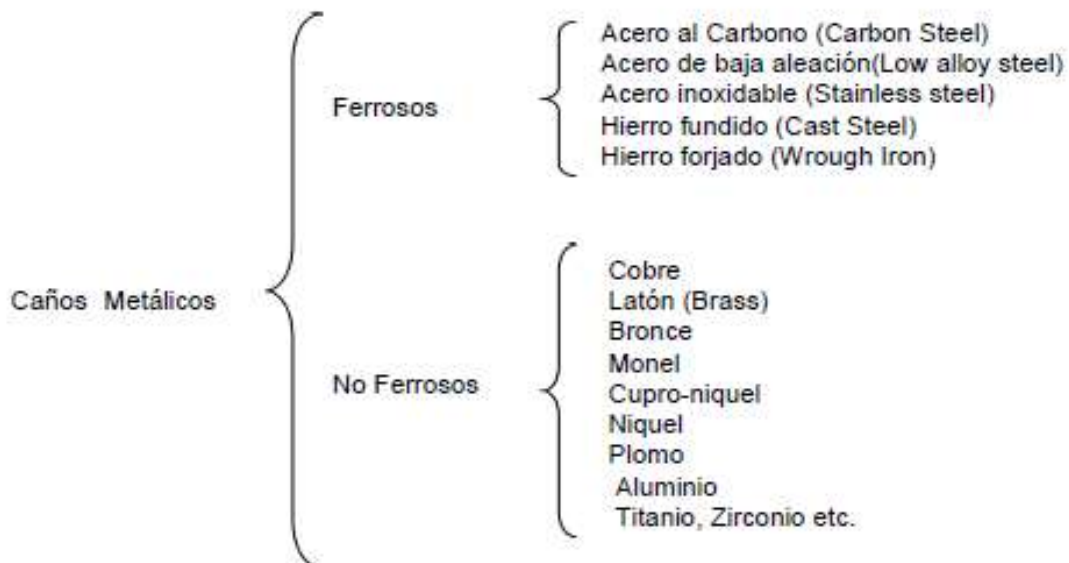 Caños Metálicos
Ferrosos
Acero al Carbono (Carbon Steel)
Acero de baja aleación(Low alloy steel)
Acero inoxidable (Stainless steel)
Hierro fundido (Cast Steel)
Hierro forjado (Wrough Iron)
No Ferrosos
Cobre
Latón (Brass)
Bronce
Monel
Cupro-niquel
Niquel
Plomo
Aluminio
Titanio, Zirconio etc.